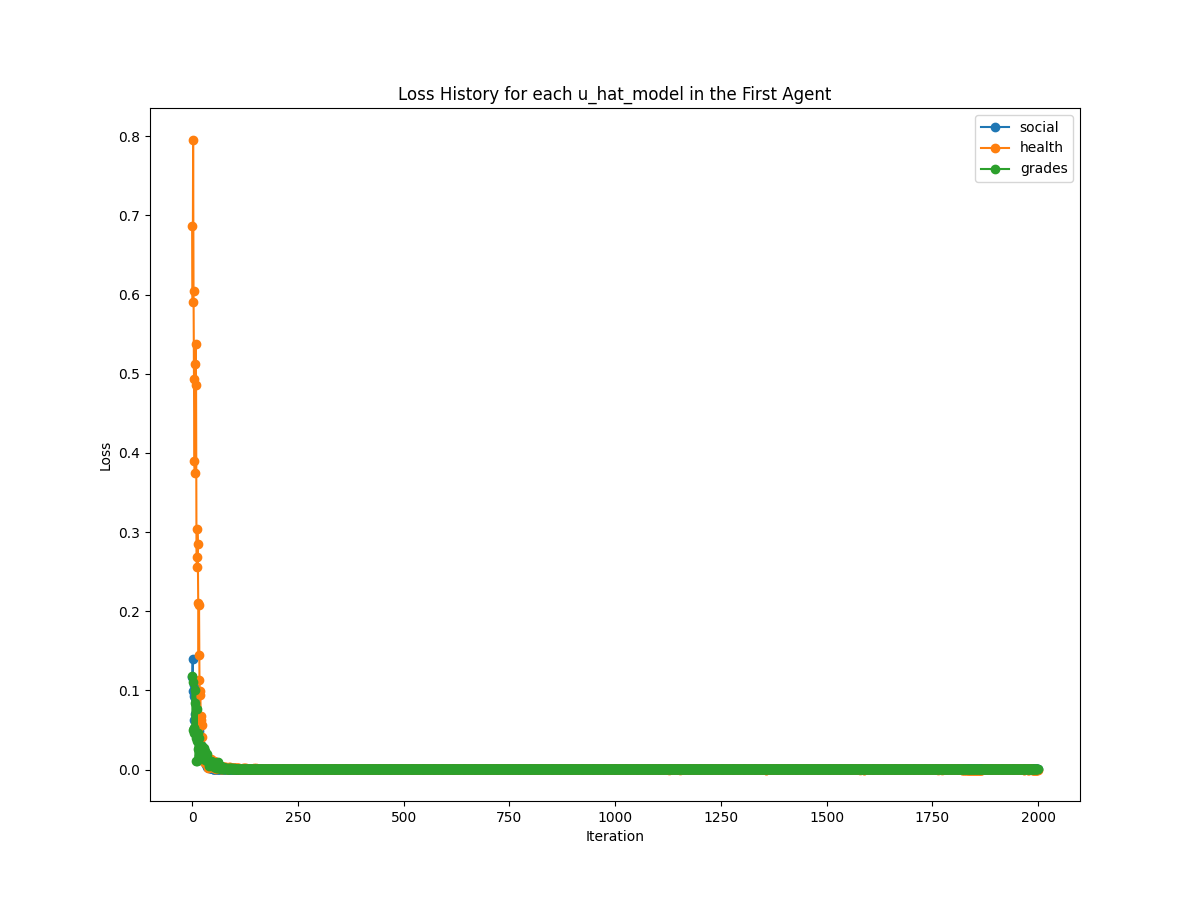 Loss History for each u_hat_model in the First Agent
social
health
grades
0.8
0.7
0.6
0.5
0.4
0.3
0.2
0.1
0.0
Loss
0 250 500 750 1000 1250 1500 1750 2000
Iteration